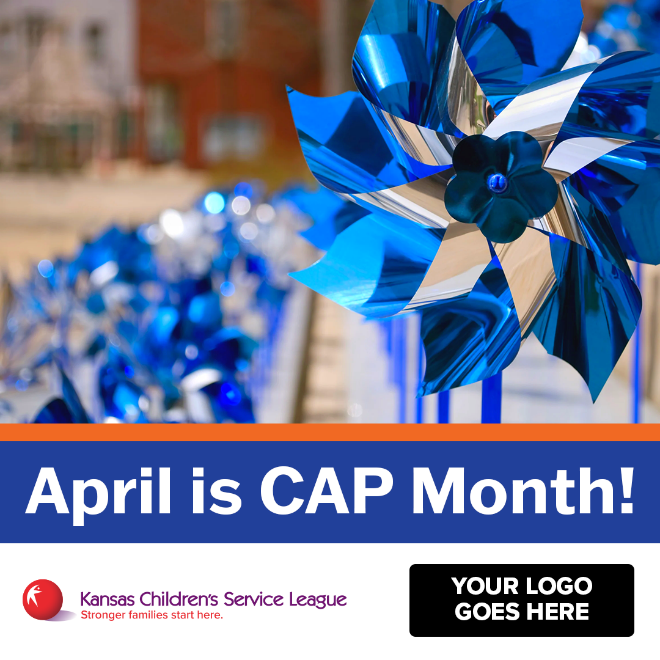 April is CAP Month!
Kansas Children's Service League
Stronger families start here.
YOUR LOGO
GOES HERE